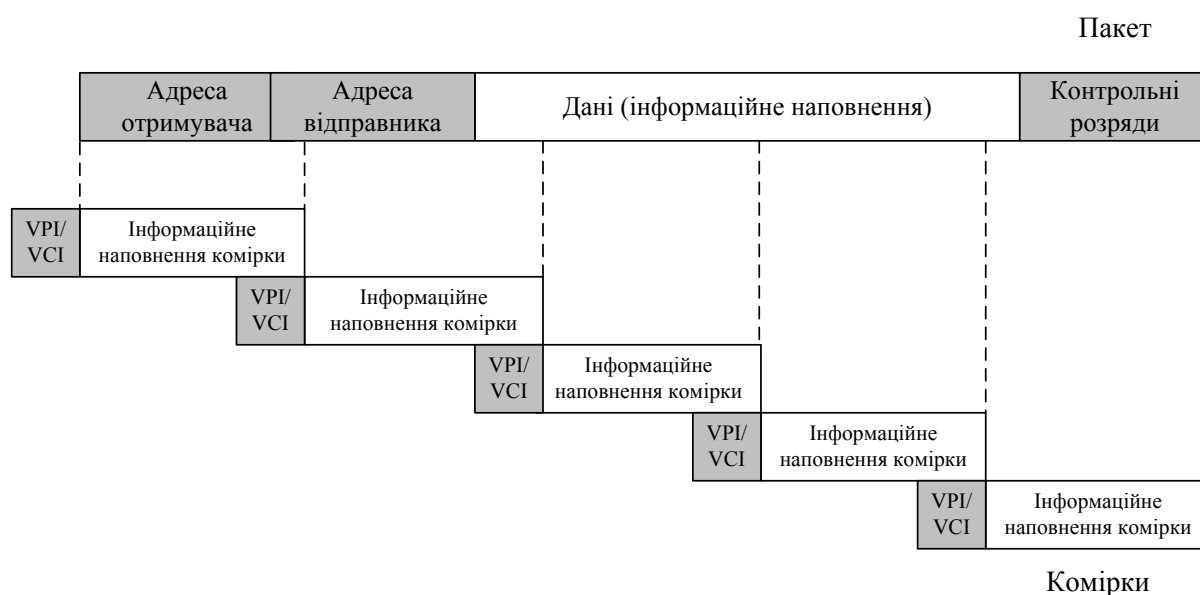 Пакет
Адреса
отримувача
Адреса
відправника
Дані (інформаційне наповнення)
Контрольні
розряди
VPI/
VCI
Інформаційне
наповнення комірки
VPI/
VCI
Інформаційне
наповнення комірки
VPI/
VCI
Інформаційне
наповнення комірки
VPI/
VCI
Інформаційне
наповнення комірки
VPI/
VCI
Інформаційне
наповнення комірки
Комірки